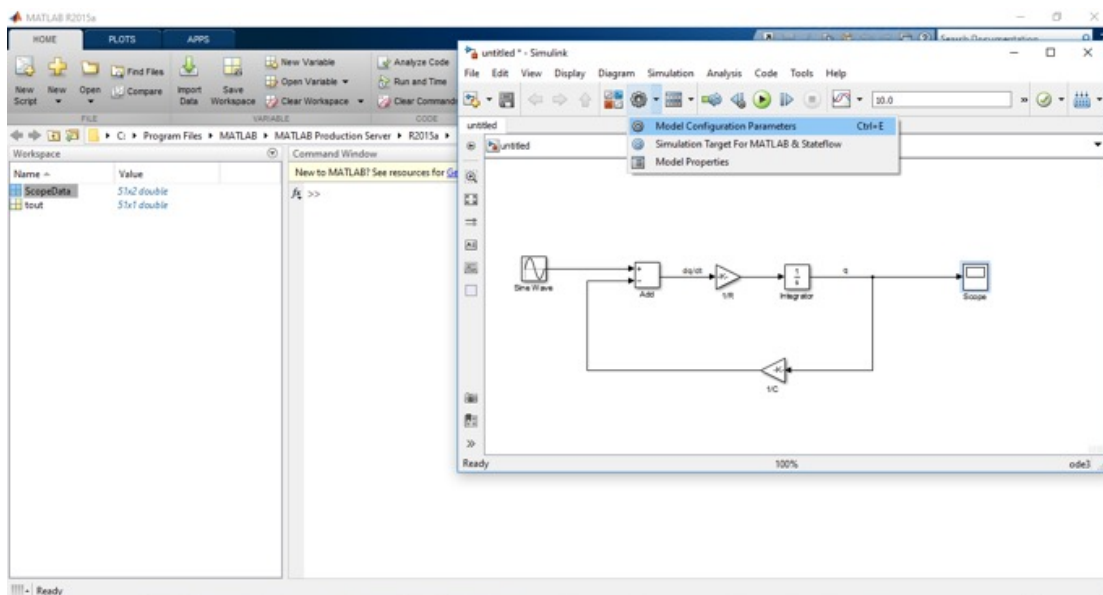 MATLAB R2015a
HOME PLOTS APPS
Search Documentation
New Script
New
Open
Find Files
Compare
Import Data
Save Workspace
New Variable
Open Variable
Clear Workspace
Analyze Code
Run and Time
Clear Commands
FILE VARIABLE CODE
C: Program Files MATLAB MATLAB Production Server R2015a
Workspace
Name Value
ScopeData 51x2 double
tout 51x1 double
Command Window
New to MATLAB? See resources for Ge
fx >>
untitled * - Simulink
File Edit View Display Diagram Simulation Analysis Code Tools Help
10.0
untitled
untitled
Model Configuration Parameters Ctrl+E
Simulation Target For MATLAB & Stateflow
Model Properties
Sine Wave
Add
dq/dt
1/R
1
s
Integrator
q
Scope
1/C
Ready 100% ode3
Ready